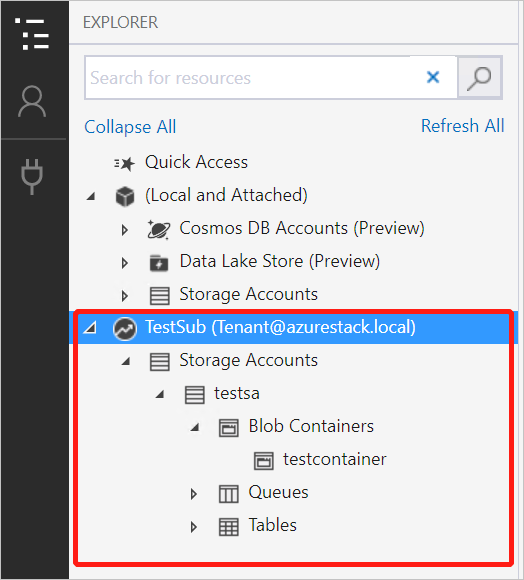 EXPLORER
Search for resources
Collapse All
Refresh All
Quick Access
(Local and Attached)
Cosmos DB Accounts (Preview)
Data Lake Store (Preview)
Storage Accounts
TestSub (Tenant@azurestack.local)
Storage Accounts
testsa
Blob Containers
testcontainer
Queues
Tables